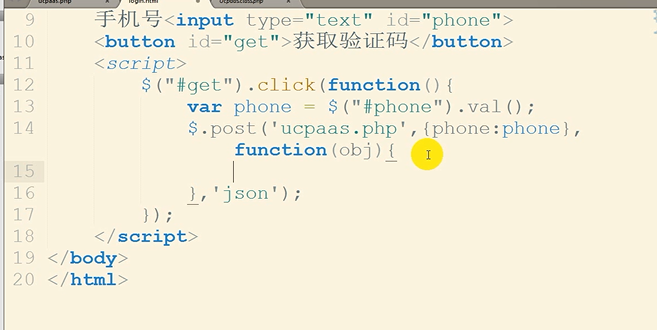 ucpaas.php login.html Ucpaas.class.php
9 手机号<input type="text" id="phone">
10 <button id="get">获取验证码</button>
11 <script>
12 $("#get").click(function(){
13 var phone = $("#phone").val();
14 $.post('ucpaas.php',{phone:phone},
function(obj){
15
16 },'json');
17 });
18 </script>
19 </body>
20 </html>